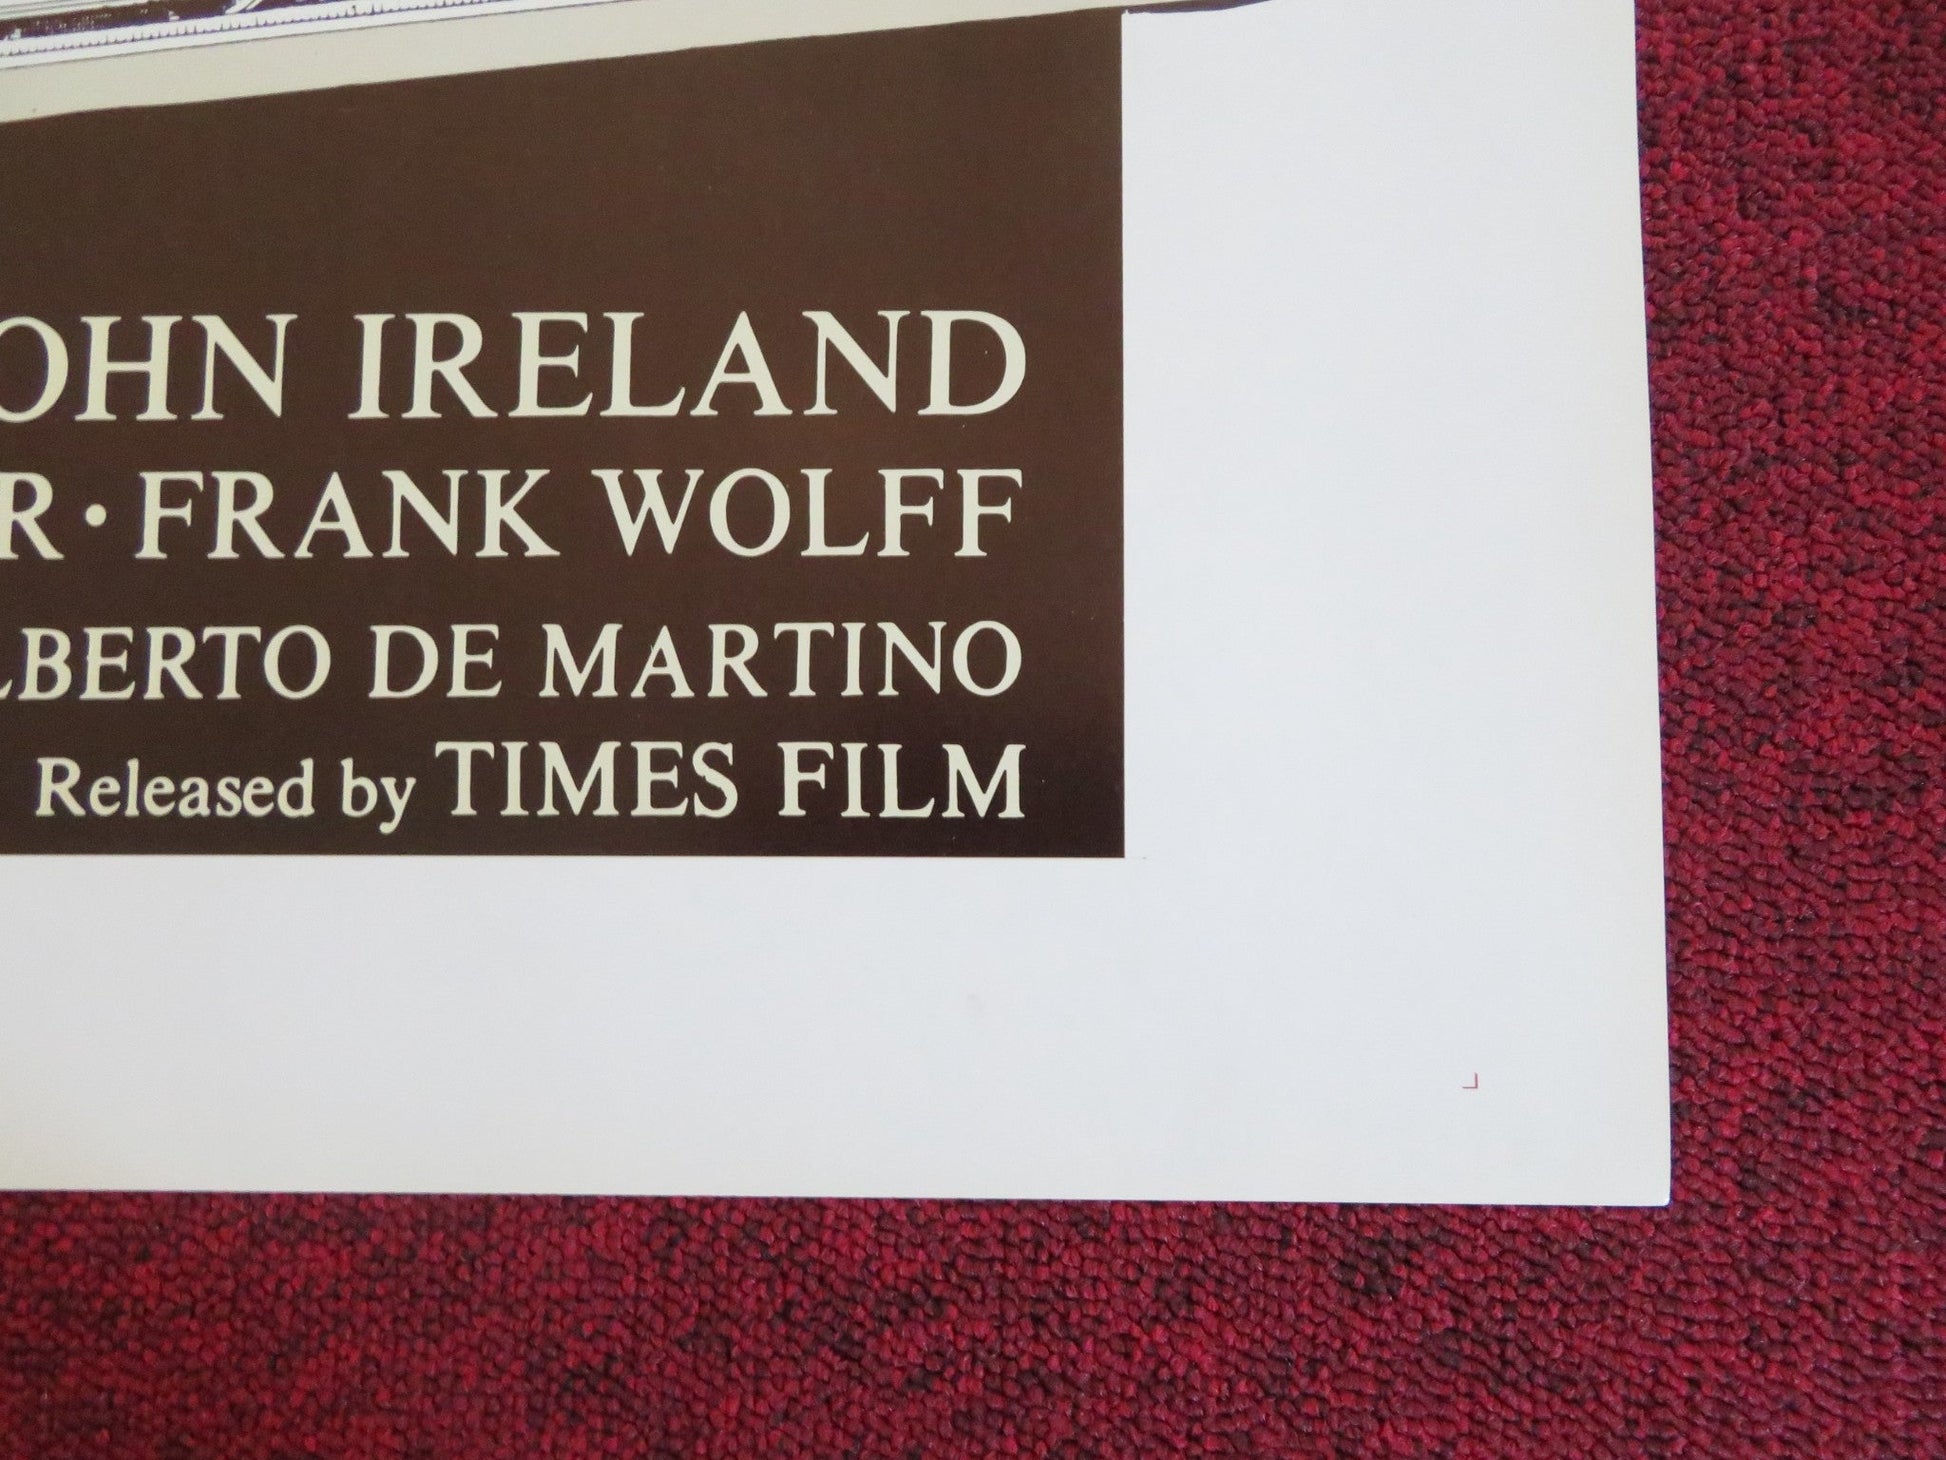 OHN IRELAND
R · FRANK WOLFF
LBERTO DE MARTINO
Released by TIMES FILM